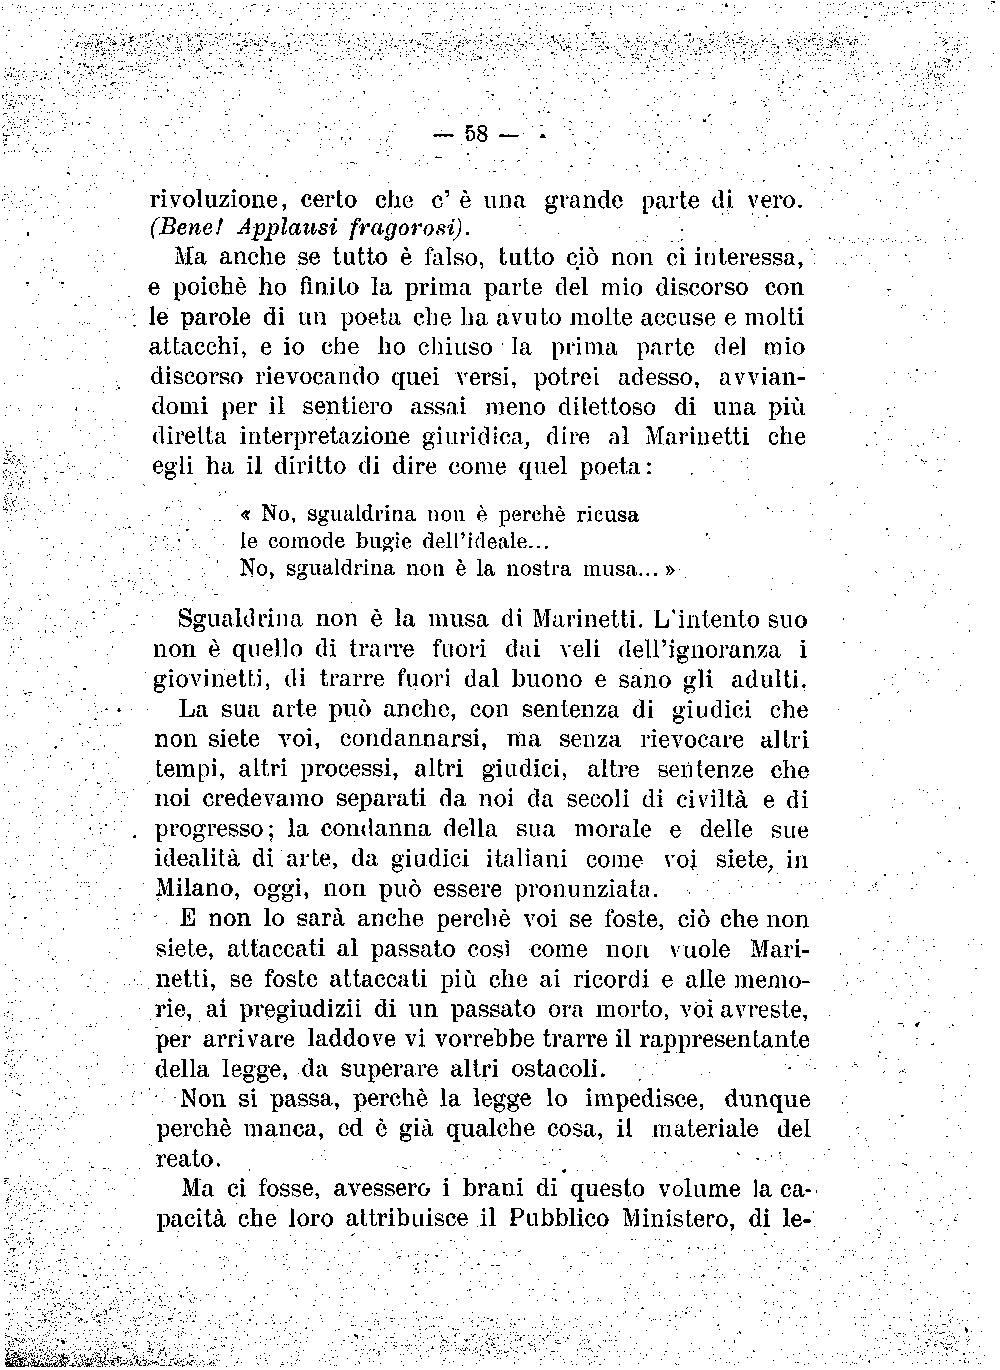 — 58 —
rivoluzione, certo che c' è una grande parte di vero.
(Bene! Applausi fragorosi).
Ma anche se tutto è falso, tutto ciò non ci interessa,
e poichè ho finito la prima parte del mio discorso con
le parole di un poeta che ha avuto molte accuse e molti
attacchi, e io che ho chiuso la prima parte del mio
discorso rievocando quei versi, potrei adesso, avvian-
domi per il sentiero assai meno dilettoso di una più
diretta interpretazione giuridica, dire al Marinetti che
egli ha il diritto di dire come quel poeta:
« No, sgualdrina non è perchè ricusa
le comode bugie dell'ideale...
No, sgualdrina non è la nostra musa... »
Sgualdrina non è la musa di Marinetti. L'intento suo
non è quello di trarre fuori dai veli dell'ignoranza i
giovinetti, di trarre fuori dal buono e sano gli adulti.
La sua arte può anche, con sentenza di giudici che
non siete voi, condannarsi, ma senza rievocare altri
tempi, altri processi, altri giudici, altre sentenze che
noi credevamo separati da noi da secoli di civiltà e di
progresso; la condanna della sua morale e delle sue
idealità di arte, da giudici italiani come voi siete, in
Milano, oggi, non può essere pronunziata.
E non lo sarà anche perchè voi se foste, ciò che non
siete, attaccati al passato così come non vuole Mari-
netti, se foste attaccati più che ai ricordi e alle memo-
rie, ai pregiudizii di un passato ora morto, voi avreste,
per arrivare laddove vi vorrebbe trarre il rappresentante
della legge, da superare altri ostacoli.
Non si passa, perchè la legge lo impedisce, dunque
perchè manca, ed è già qualche cosa, il materiale del
reato.
Ma ci fosse, avessero i brani di questo volume la ca-
pacità che loro attribuisce il Pubblico Ministero, di le-